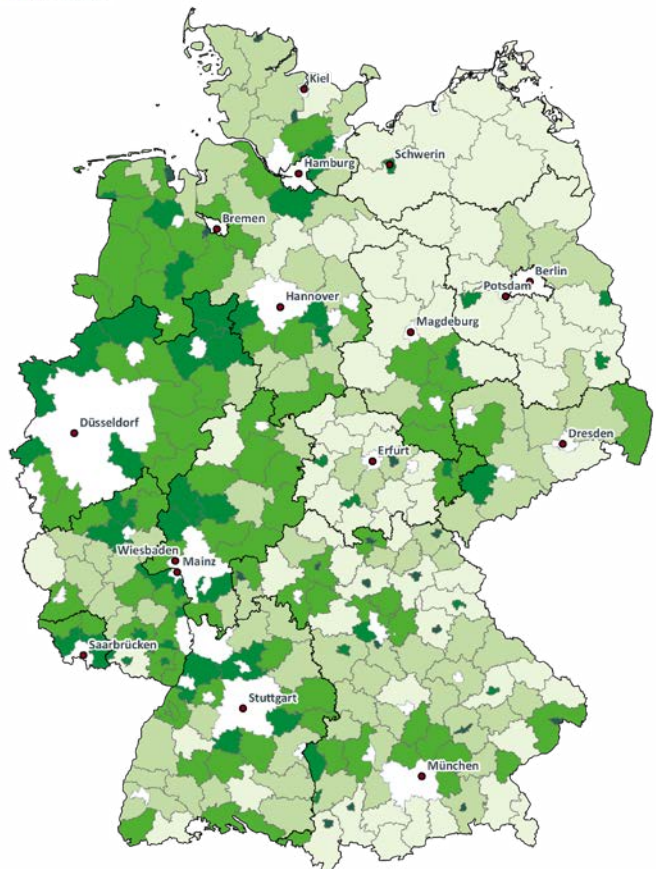 Kiel
Schwerin
Hamburg
Bremen
Berlin
Potsdam
Hannover
Magdeburg
Düsseldorf
Dresden
Erfurt
Wiesbaden
Mainz
Saarbrücken
Stuttgart
München